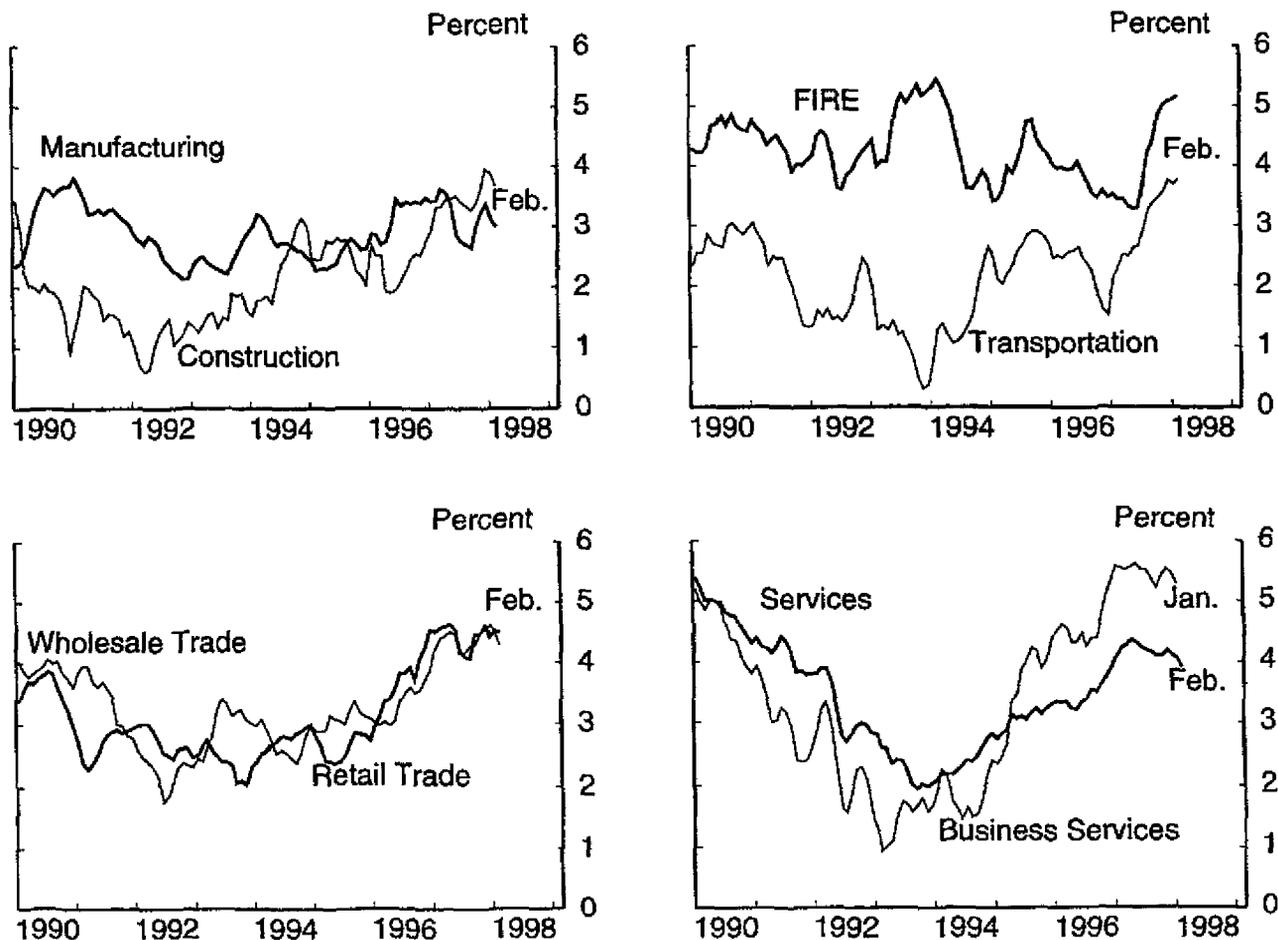 Percent
6
5
4
3
2
1
0
Manufacturing
Feb.
Construction
1990 1992 1994 1996 1998
Percent
6
5
4
3
2
1
0
FIRE
Feb.
Transportation
1990 1992 1994 1996 1998
Percent
6
5
4
3
2
1
0
Feb.
Wholesale Trade
Retail Trade
1990 1992 1994 1996 1998
Percent
6
5
4
3
2
1
0
Services
Jan.
Feb.
Business Services
1990 1992 1994 1996 1998